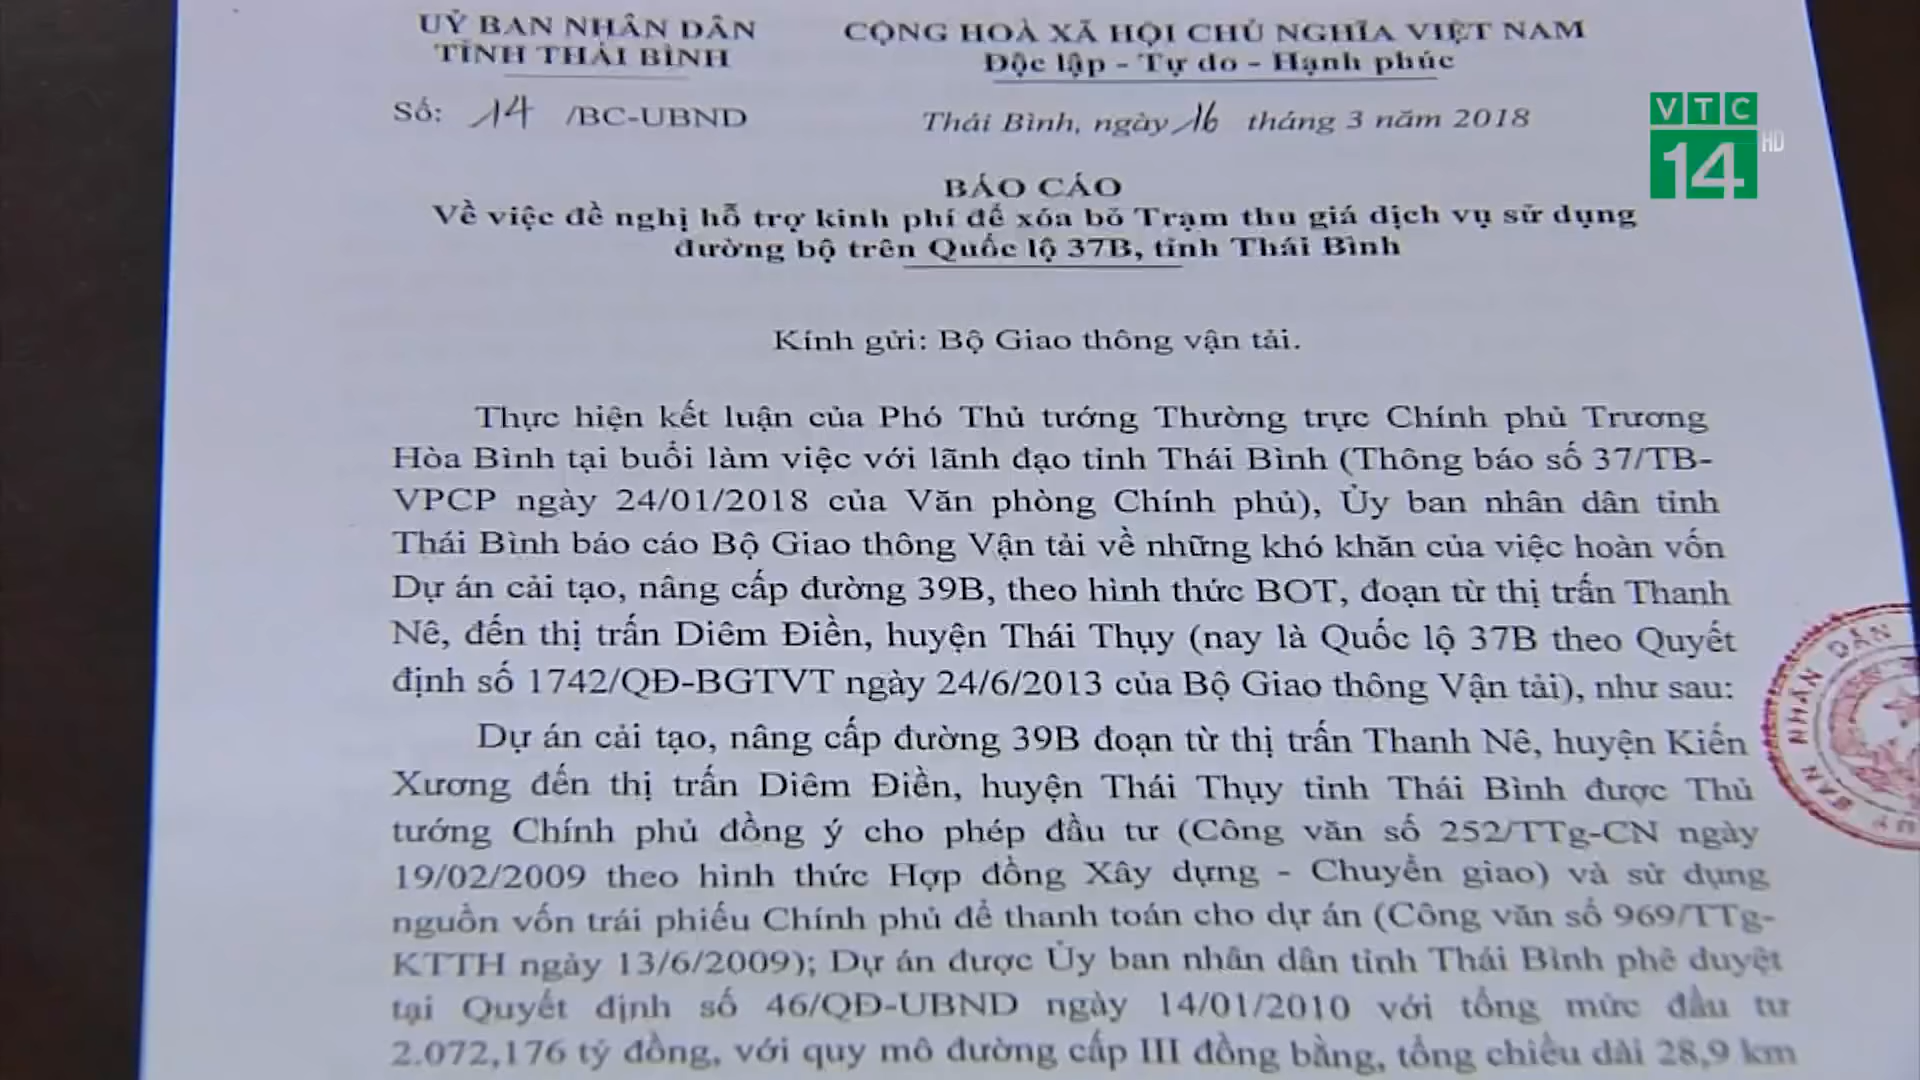 UỶ BAN NHÂN DÂN
TỈNH THÁI BÌNH
CỘNG HOÀ XÃ HỘI CHỦ NGHĨA VIỆT NAM
Độc lập - Tự do - Hạnh phúc
Số: 14 /BC-UBND
Thái Bình, ngày 16 tháng 3 năm 2018
VTC
14 HD
BÁO CÁO
Về việc đề nghị hỗ trợ kinh phí để xóa bỏ Trạm thu giá dịch vụ sử dụng
đường bộ trên Quốc lộ 37B, tỉnh Thái Bình
Kính gửi: Bộ Giao thông vận tải.
Thực hiện kết luận của Phó Thủ tướng Thường trực Chính phủ Trương
Hòa Bình tại buổi làm việc với lãnh đạo tỉnh Thái Bình (Thông báo số 37/TB-
VPCP ngày 24/01/2018 của Văn phòng Chính phủ), Ủy ban nhân dân tỉnh
Thái Bình báo cáo Bộ Giao thông Vận tải về những khó khăn của việc hoàn vốn
Dự án cải tạo, nâng cấp đường 39B, theo hình thức BOT, đoạn từ thị trấn Thanh
Nê, đến thị trấn Diêm Điền, huyện Thái Thụy (nay là Quốc lộ 37B theo Quyết
định số 1742/QĐ-BGTVT ngày 24/6/2013 của Bộ Giao thông Vận tải), như sau:
Dự án cải tạo, nâng cấp đường 39B đoạn từ thị trấn Thanh Nê, huyện Kiến
Xương đến thị trấn Diêm Điền, huyện Thái Thụy tỉnh Thái Bình được Thủ
tướng Chính phủ đồng ý cho phép đầu tư (Công văn số 252/TTg-CN ngày
19/02/2009 theo hình thức Hợp đồng Xây dựng - Chuyển giao) và sử dụng
nguồn vốn trái phiếu Chính phủ để thanh toán cho dự án (Công văn số 969/TTg-
KTTH ngày 13/6/2009); Dự án được Ủy ban nhân dân tỉnh Thái Bình phê duyệt
tại Quyết định số 46/QĐ-UBND ngày 14/01/2010 với tổng mức đầu tư
2.072,176 tỷ đồng, với quy mô đường cấp III đồng bằng, tổng chiều dài 28,9 km
BAN NHÂN DÂN